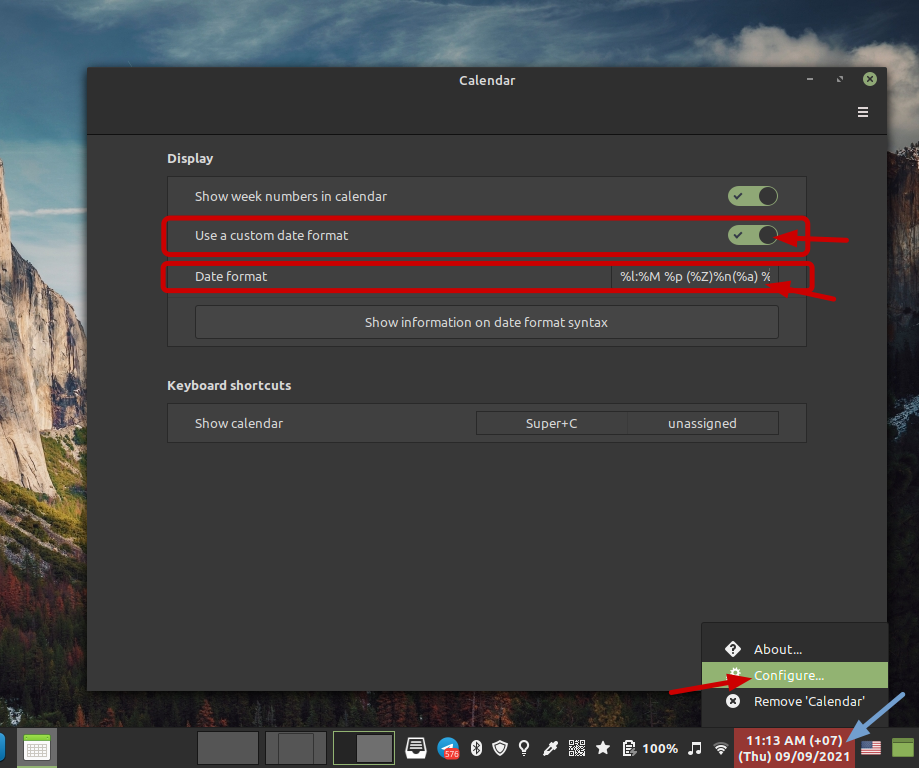 Calendar
Display
Show week numbers in calendar
Use a custom date format
Date format
%l:%M %p (%Z)%n(%a) %
Show information on date format syntax
Keyboard shortcuts
Show calendar
Super+C
unassigned
About...
Configure...
Remove 'Calendar'
576
100%
11:13 AM (+07)
(Thu) 09/09/2021